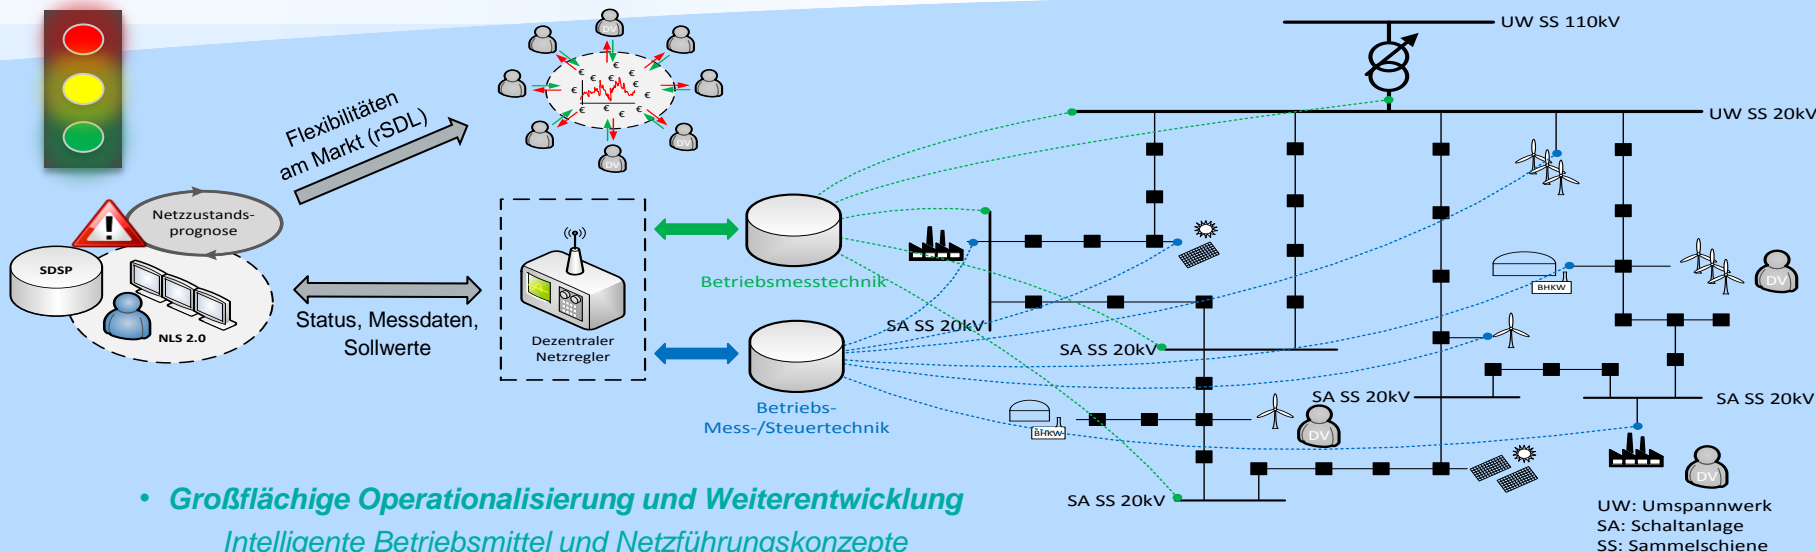 UW SS 110kV
DV
€ € € € € € € € € € €
DV
DV
Flexibilitäten
am Markt (rSDL)
UW SS 20kV
Netzzustands-
prognose
SDSP
NLS 2.0
Status, Messdaten,
Sollwerte
Dezentraler
Netzregler
Betriebsmesstechnik
Betriebs-
Mess-/Steuertechnik
SA SS 20kV
SA SS 20kV
BHKW
DV
SA SS 20kV
SA SS 20kV
BHKW
DV
DV
SA SS 20kV
• Großflächige Operationalisierung und Weiterentwicklung
Intelligente Betriebsmittel und Netzführungskonzepte
UW: Umspannwerk
SA: Schaltanlage
SS: Sammelschiene